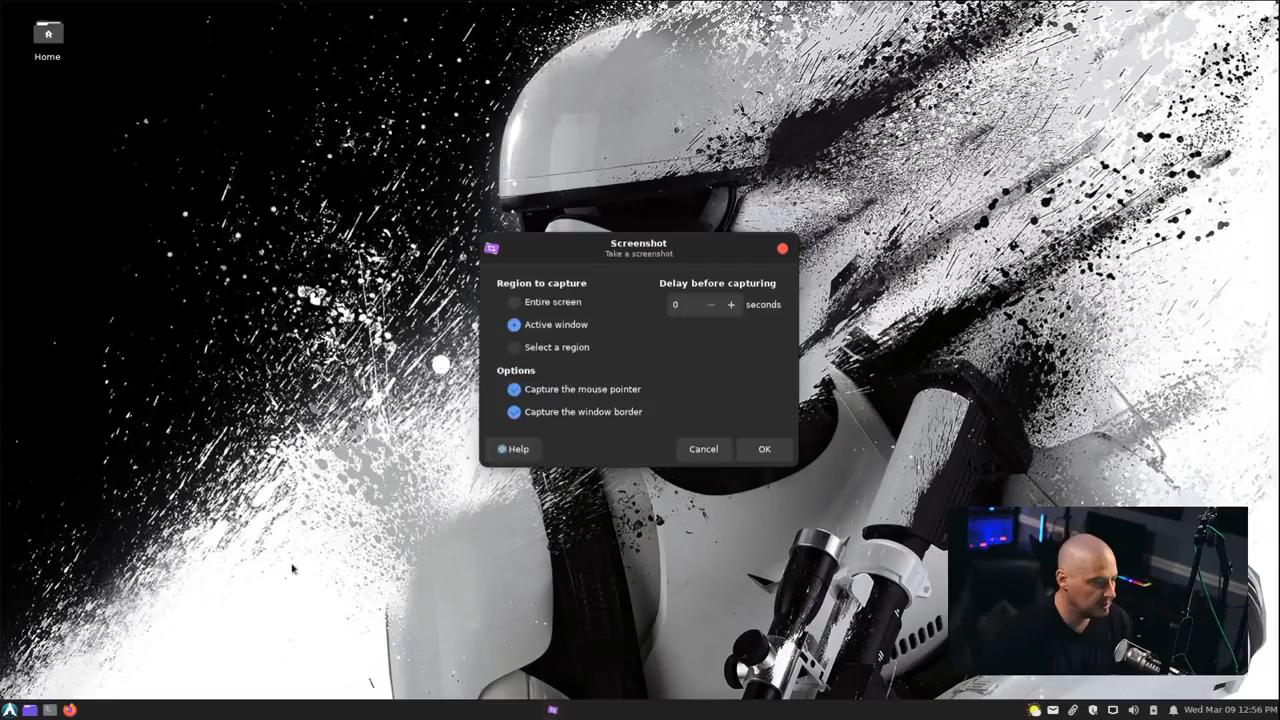 Home
Screenshot
Take a screenshot
Region to capture
Entire screen
Active window
Select a region
Delay before capturing
0 seconds
Options
Capture the mouse pointer
Capture the window border
Help
Cancel
OK
Wed Mar 09 12:56 PM